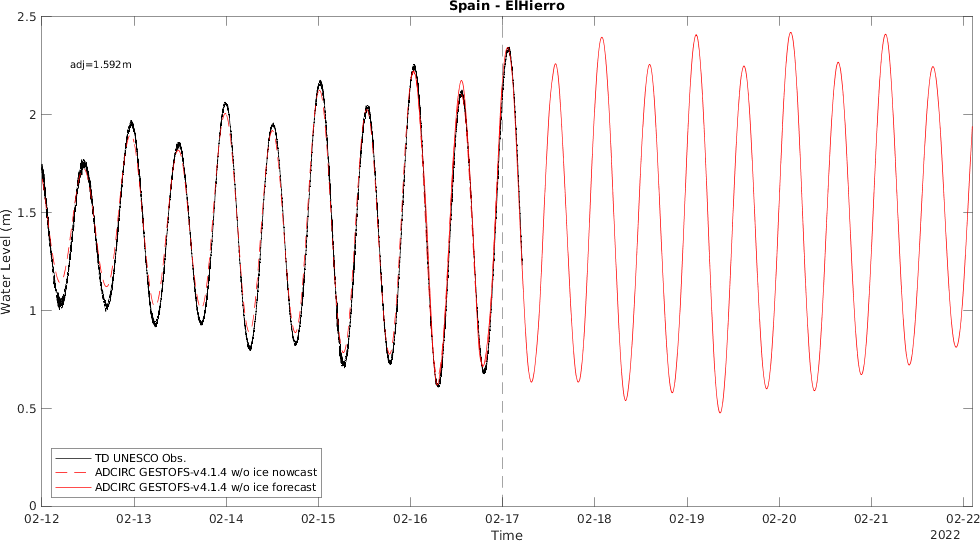 Spain - ElHierro
adj=1.592m
Water Level (m)
2.5
2
1.5
1
0.5
0
TD UNESCO Obs.
ADCIRC GESTOFS-v4.1.4 w/o ice nowcast
ADCIRC GESTOFS-v4.1.4 w/o ice forecast
02-12 02-13 02-14 02-15 02-16 02-17 02-18 02-19 02-20 02-21 02-22
Time
2022